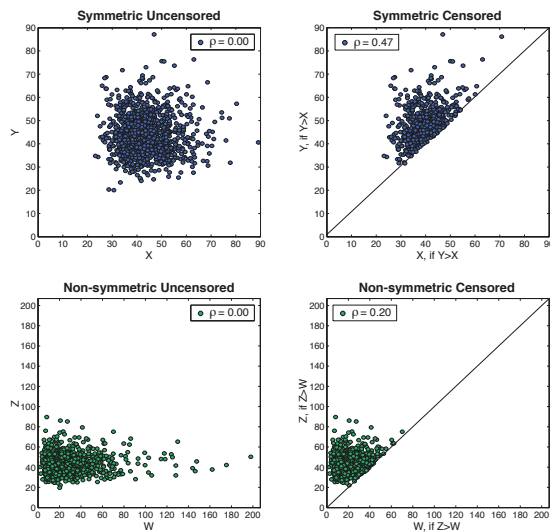 Symmetric Uncensored
ρ = 0.00
90
80
70
60
50
40
30
20
10
0
Y
0 10 20 30 40 50 60 70 80 90
X
Symmetric Censored
ρ = 0.47
90
80
70
60
50
40
30
20
10
0
Y, if Y>X
0 10 20 30 40 50 60 70 80 90
X, if Y>X
Non-symmetric Uncensored
ρ = 0.00
200
180
160
140
120
100
80
60
40
20
0
Z
0 20 40 60 80 100 120 140 160 180 200
W
Non-symmetric Censored
ρ = 0.20
200
180
160
140
120
100
80
60
40
20
0
Z, if Z>W
0 20 40 60 80 100 120 140 160 180 200
W, if Z>W